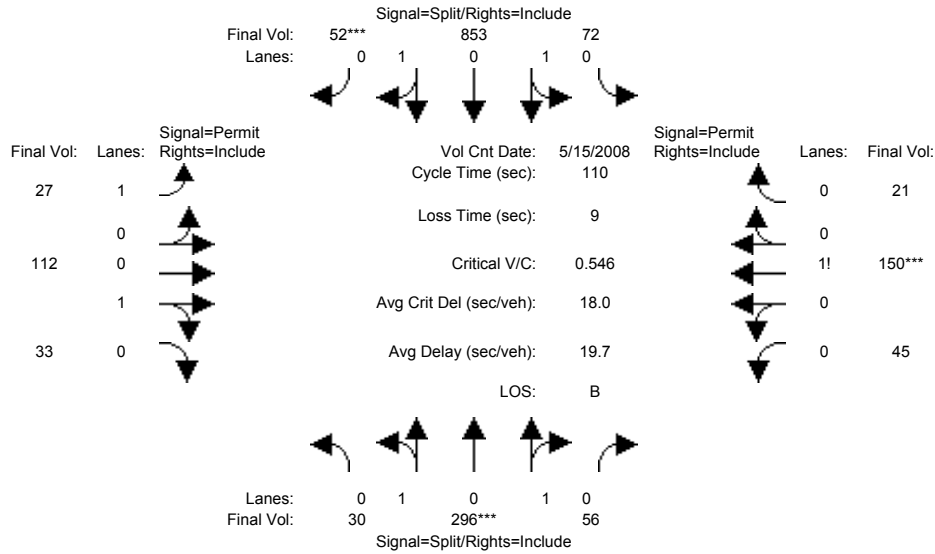 Signal=Split/Rights=Include
Final Vol: 52*** 853 72
Lanes: 0 1 0 1 0
Signal=Permit
Final Vol: Lanes: Rights=Include
Vol Cnt Date: 5/15/2008
Signal=Permit
Rights=Include Lanes: Final Vol:
Cycle Time (sec): 110
27 1
0 21
Loss Time (sec): 9
0
0
112 0
Critical V/C: 0.546
1! 150***
1
Avg Crit Del (sec/veh): 18.0
0
33 0
Avg Delay (sec/veh): 19.7
0 45
LOS: B
Lanes: 0 1 0 1 0
Final Vol: 30 296*** 56
Signal=Split/Rights=Include